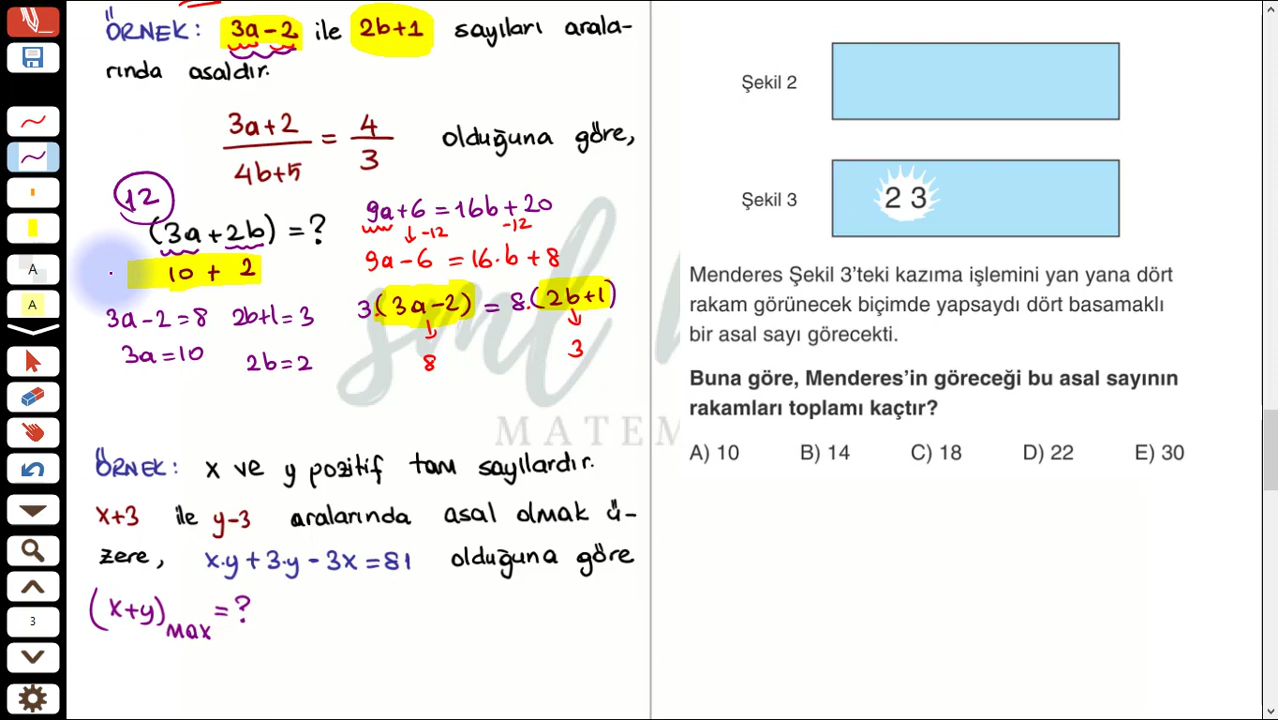 ÖRNEK: 3a-2 ile 2b+1 sayıları arala-
rında asaldır.
3a+2 / 4b+5 = 4 / 3 olduğuna göre,
12
(3a+2b) = ?
10 + 2
3a-2=8 2b+1=3
3a=10 2b=2
9a+6=16b+20
-12 -12
9a-6=16.b+8
3.(3a-2)=8.(2b+1)
8 3
MATEM
ÖRNEK: x ve y pozitif tam sayılardır.
x+3 ile y-3 aralarında asal olmak ü-
zere, x.y+3.y-3x=81 olduğuna göre
(x+y)MAX = ?
Şekil 2
Şekil 3
2 3
Menderes Şekil 3’teki kazıma işlemini yan yana dört
rakam görünecek biçimde yapsaydı dört basamaklı
bir asal sayı görecekti.
Buna göre, Menderes’in göreceği bu asal sayının
rakamları toplamı kaçtır?
A) 10 B) 14 C) 18 D) 22 E) 30
A
A
3